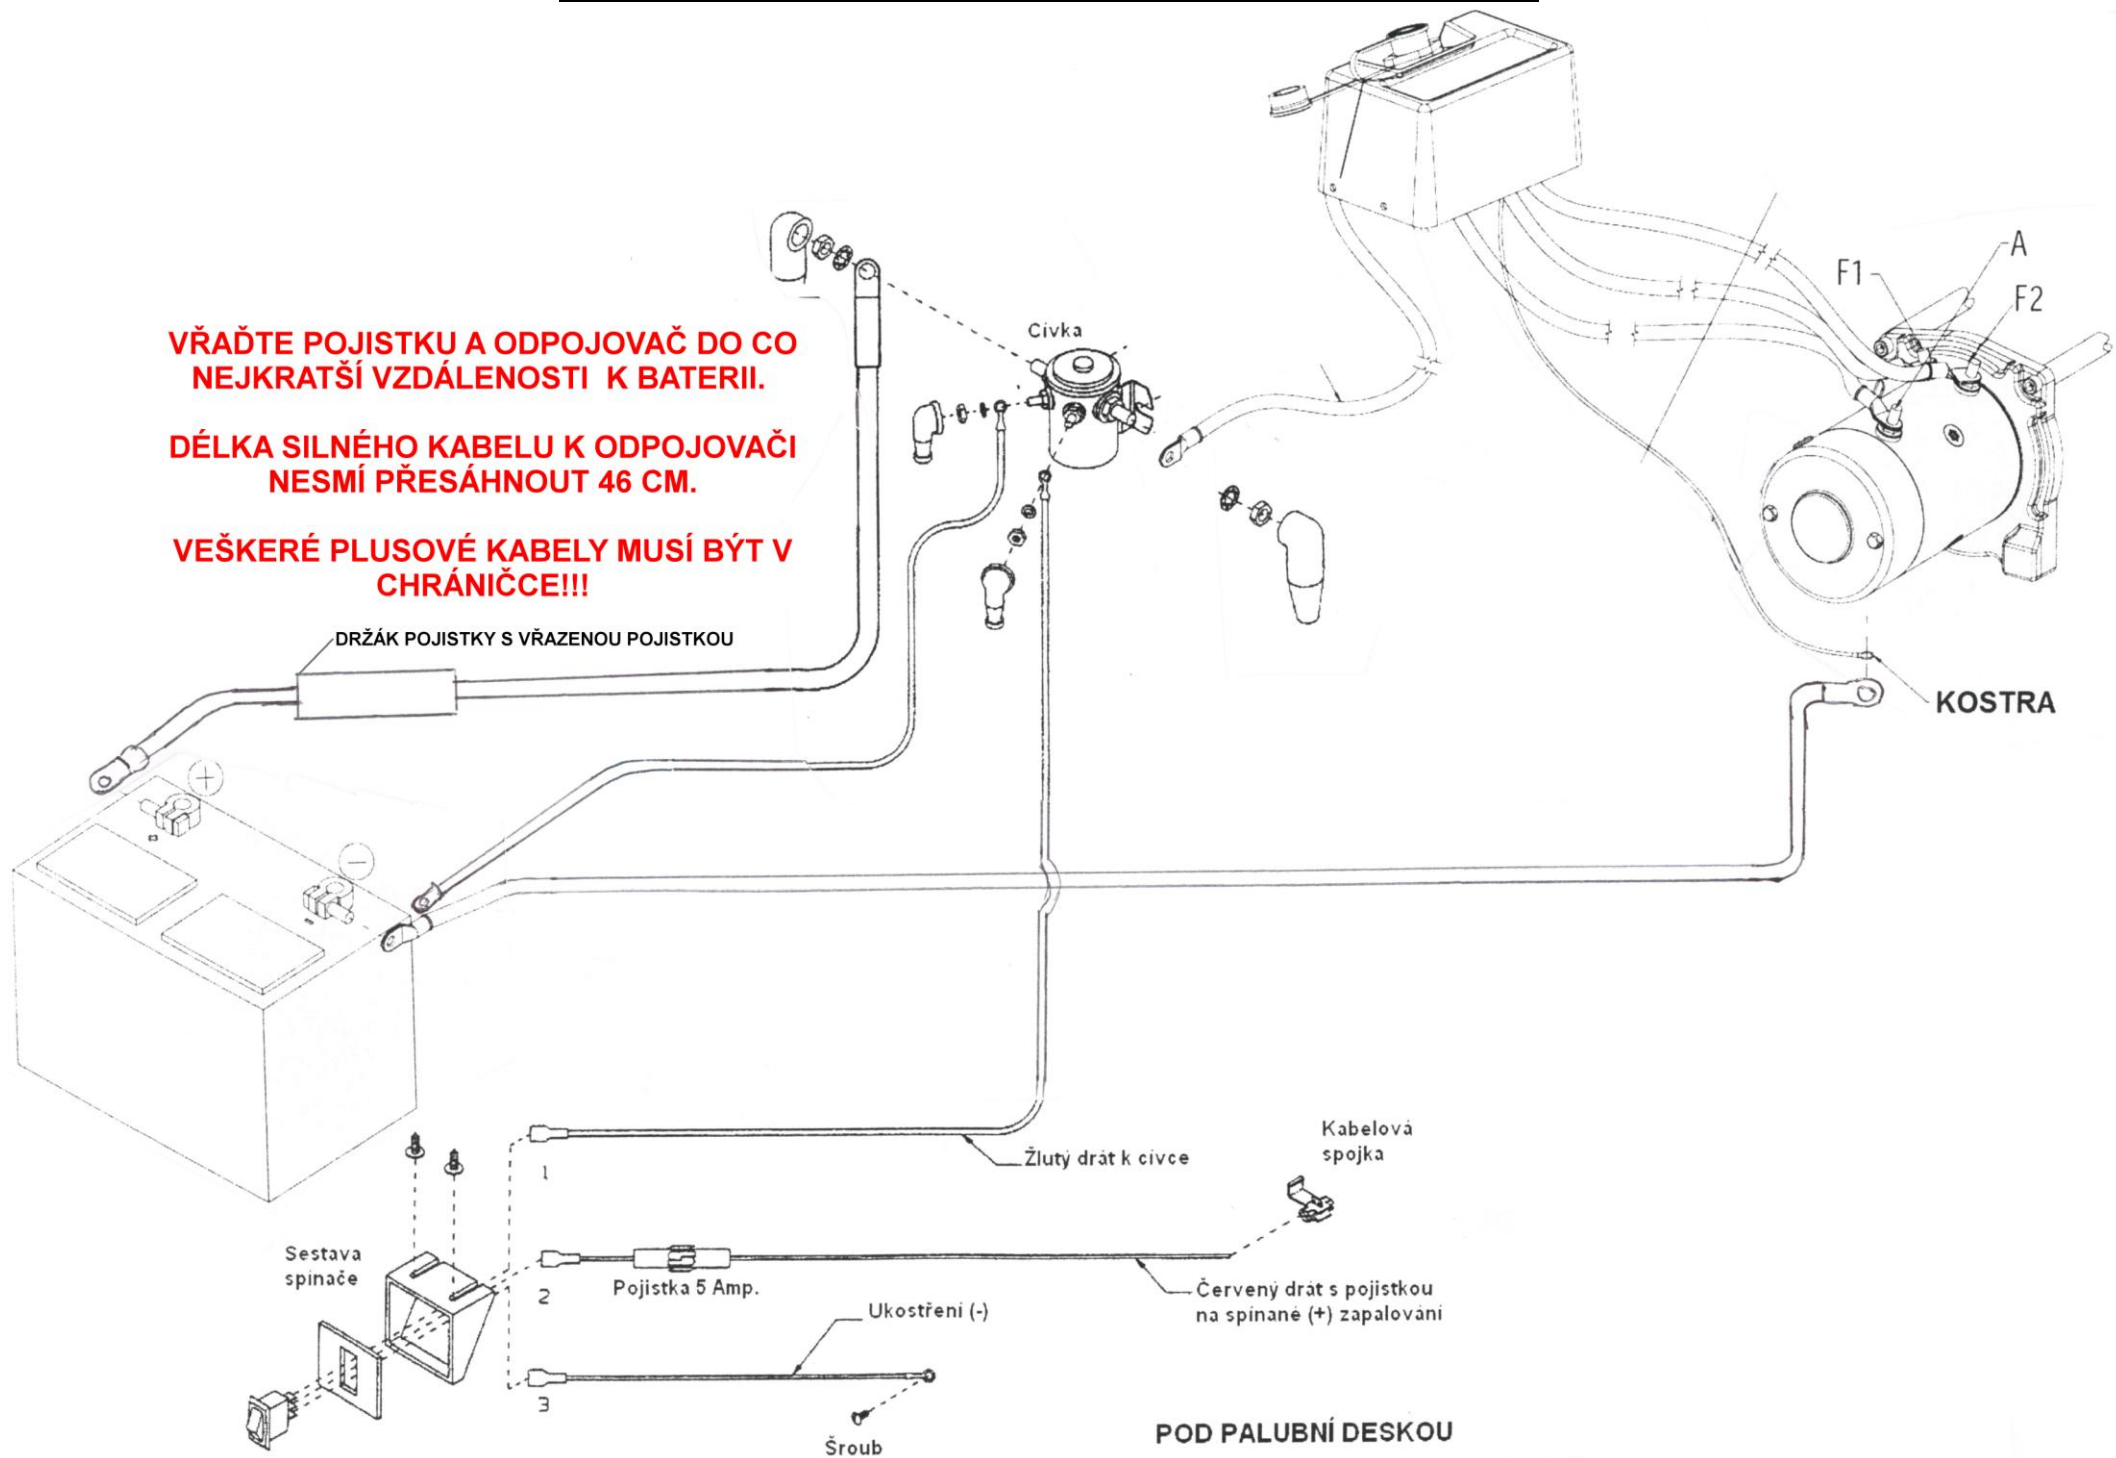 VŘAĎTE POJISTKU A ODPOJOVAČ DO CO
NEJKRATŠÍ VZDÁLENOSTI K BATERII.
DÉLKA SILNÉHO KABELU K ODPOJOVAČI
NESMÍ PŘESÁHNOUT 46 CM.
VEŠKERÉ PLUSOVÉ KABELY MUSÍ BÝT V
CHRÁNIČCE!!!
DRŽÁK POJISTKY S VŘAZENOU POJISTKOU
Cívka
A
F1
F2
KOSTRA
+
−
1
Žlutý drát k cívce
Kabelová
spojka
Sestava
spínače
2
Pojistka 5 Amp.
Červený drát s pojistkou
na spínané (+) zapalování
Ukostření (-)
3
Šroub
POD PALUBNÍ DESKOU